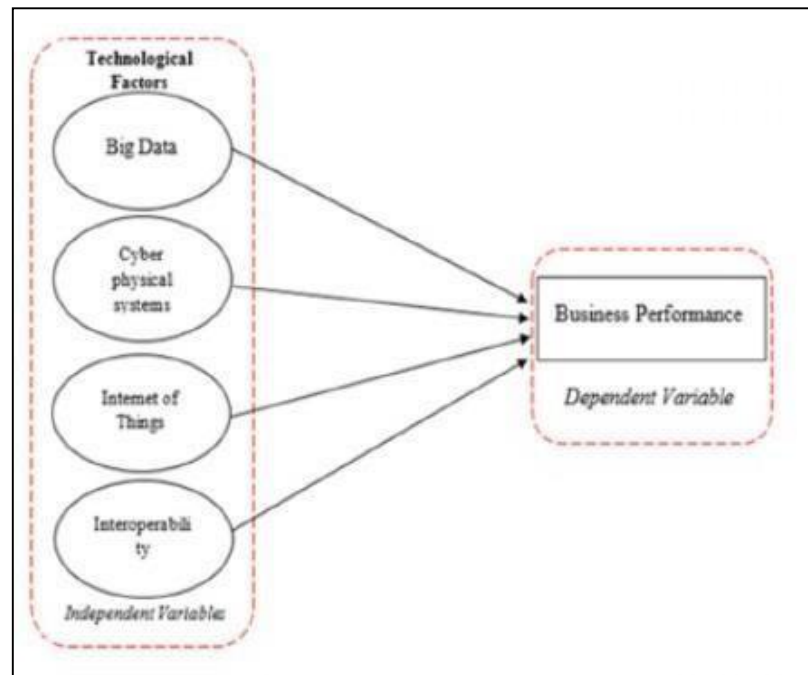 Technological
Factors
Big Data
Cyber
physical
systems
Internet of
Things
Interoperabili
ty
Independent Variables
Business Performance
Dependent Variable